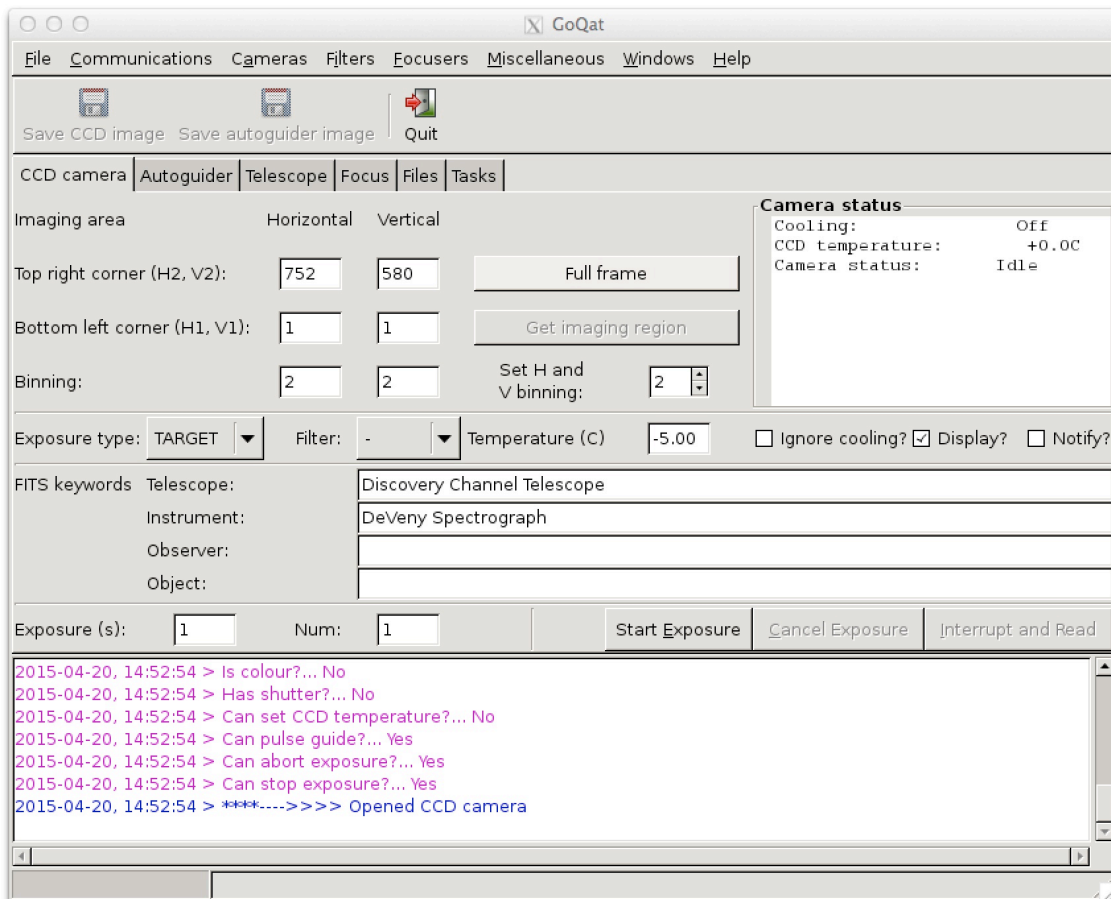 GoQat
File Communications Cameras Filters Focusers Miscellaneous Windows Help
Save CCD image Save autoguider image Quit
CCD camera Autoguider Telescope Focus Files Tasks
Imaging area Horizontal Vertical
Top right corner (H2, V2): 752 580 Full frame
Bottom left corner (H1, V1): 1 1 Get imaging region
Binning: 2 2 Set H and V binning: 2
Camera status
Cooling: Off
CCD temperature: +0.0C
Camera status: Idle
Exposure type: TARGET Filter: - Temperature (C) -5.00 Ignore cooling? Display? Notify?
FITS keywords Telescope: Discovery Channel Telescope
Instrument: DeVeny Spectrograph
Observer:
Object:
Exposure (s): 1 Num: 1 Start Exposure Cancel Exposure Interrupt and Read
2015-04-20, 14:52:54 > Is colour?... No
2015-04-20, 14:52:54 > Has shutter?... No
2015-04-20, 14:52:54 > Can set CCD temperature?... No
2015-04-20, 14:52:54 > Can pulse guide?... Yes
2015-04-20, 14:52:54 > Can abort exposure?... Yes
2015-04-20, 14:52:54 > Can stop exposure?... Yes
2015-04-20, 14:52:54 > ****---->>>> Opened CCD camera